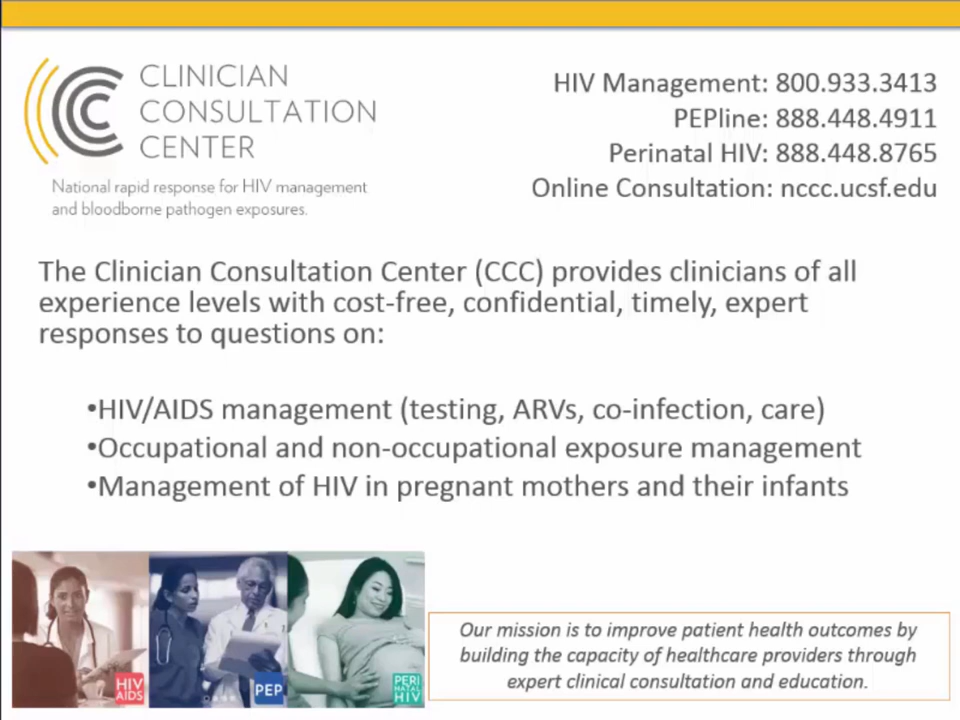 CLINICIAN
CONSULTATION
CENTER
National rapid response for HIV management
and bloodborne pathogen exposures.
HIV Management: 800.933.3413
PEPline: 888.448.4911
Perinatal HIV: 888.448.8765
Online Consultation: nccc.ucsf.edu
The Clinician Consultation Center (CCC) provides clinicians of all
experience levels with cost-free, confidential, timely, expert
responses to questions on:
•HIV/AIDS management (testing, ARVs, co-infection, care)
•Occupational and non-occupational exposure management
•Management of HIV in pregnant mothers and their infants
HIV
AIDS
PEP
PERI
NATAL
HIV
Our mission is to improve patient health outcomes by
building the capacity of healthcare providers through
expert clinical consultation and education.